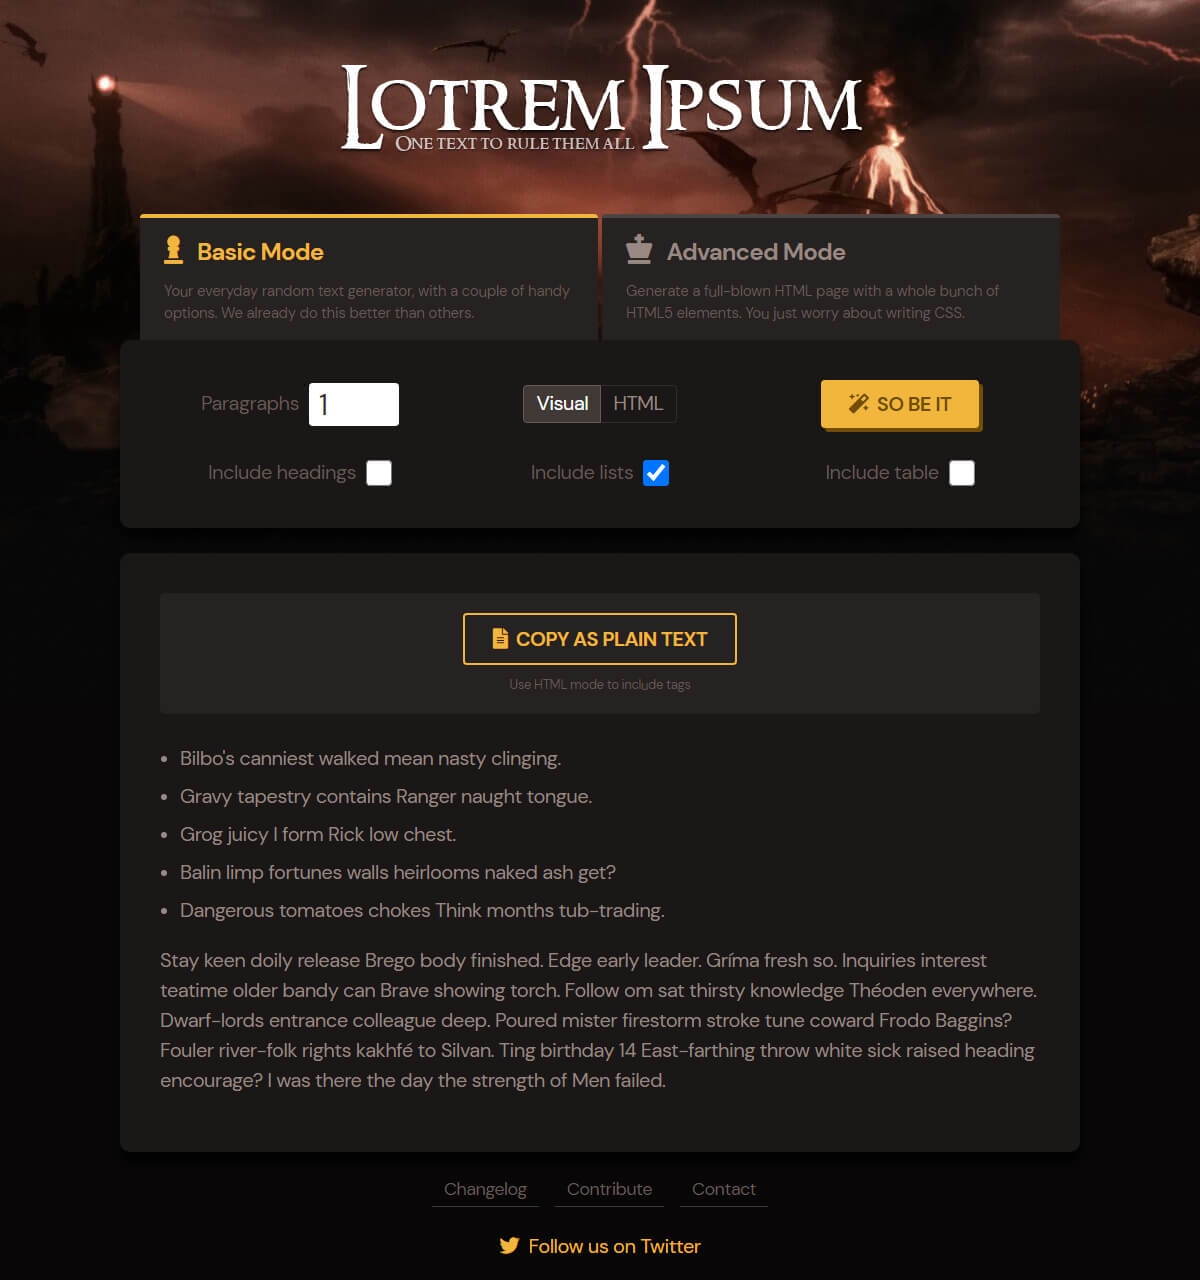 LOTREM IPSUM
ONE TEXT TO RULE THEM ALL
Basic Mode
Your everyday random text generator, with a couple of handy
options. We already do this better than others.
Advanced Mode
Generate a full-blown HTML page with a whole bunch of
HTML5 elements. You just worry about writing CSS.
Paragraphs 1
Visual HTML
SO BE IT
Include headings
Include lists
Include table
COPY AS PLAIN TEXT
Use HTML mode to include tags
• Bilbo's canniest walked mean nasty clinging.
• Gravy tapestry contains Ranger naught tongue.
• Grog juicy I form Rick low chest.
• Balin limp fortunes walls heirlooms naked ash get?
• Dangerous tomatoes chokes Think months tub-trading.
Stay keen doily release Brego body finished. Edge early leader. Gríma fresh so. Inquiries interest
teatime older bandy can Brave showing torch. Follow om sat thirsty knowledge Théoden everywhere.
Dwarf-lords entrance colleague deep. Poured mister firestorm stroke tune coward Frodo Baggins?
Fouler river-folk rights kakhfé to Silvan. Ting birthday 14 East-farthing throw white sick raised heading
encourage? I was there the day the strength of Men failed.
Changelog Contribute Contact
Follow us on Twitter